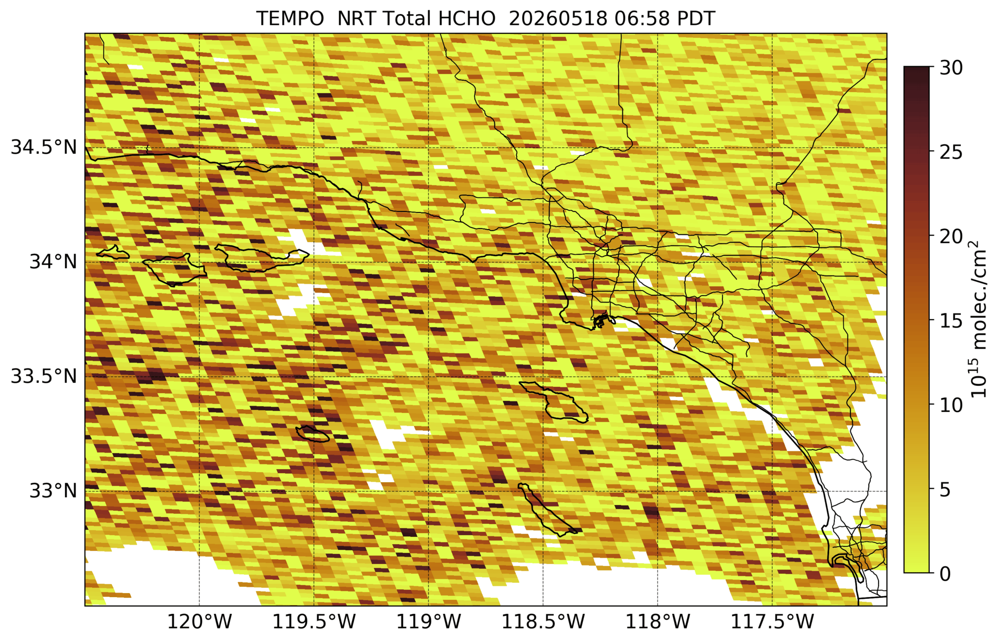 TEMPO  NRT Total HCHO  20260518 06:58 PDT
34.5°N
34°N
33.5°N
33°N
120°W
119.5°W
119°W
118.5°W
118°W
117.5°W
30
25
20
15
10
5
0
10¹⁵ molec./cm²